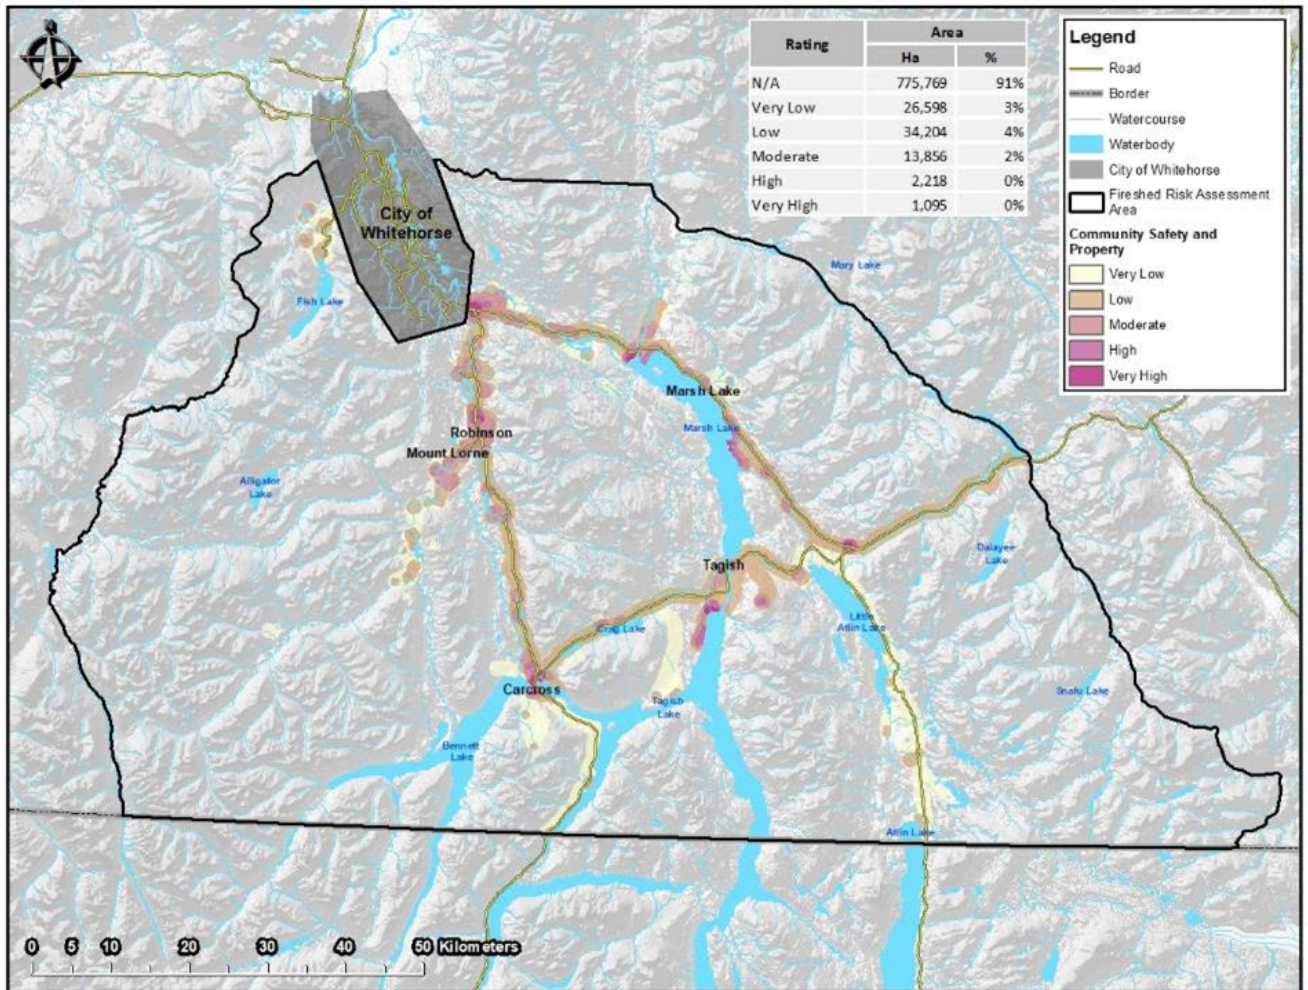 Rating Area
Ha %
N/A 775,769 91%
Very Low 26,598 3%
Low 34,204 4%
Moderate 13,856 2%
High 2,218 0%
Very High 1,095 0%
Legend
Road
Border
Watercourse
Waterbody
City of Whitehorse
Fireshed Risk Assessment
Area
Community Safety and
Property
Very Low
Low
Moderate
High
Very High
City of
Whitehorse
Mary Lake
Fish Lake
Marsh Lake
Marsh Lake
Robinson
Mount Lorne
Alligator
Lake
Dalayee
Lake
Tagish
Little
Atlin Lake
Crag Lake
Snafu Lake
Carcross
Tagish
Lake
Bennett
Lake
Atlin Lake
0 5 10 20 30 40 50 Kilometers